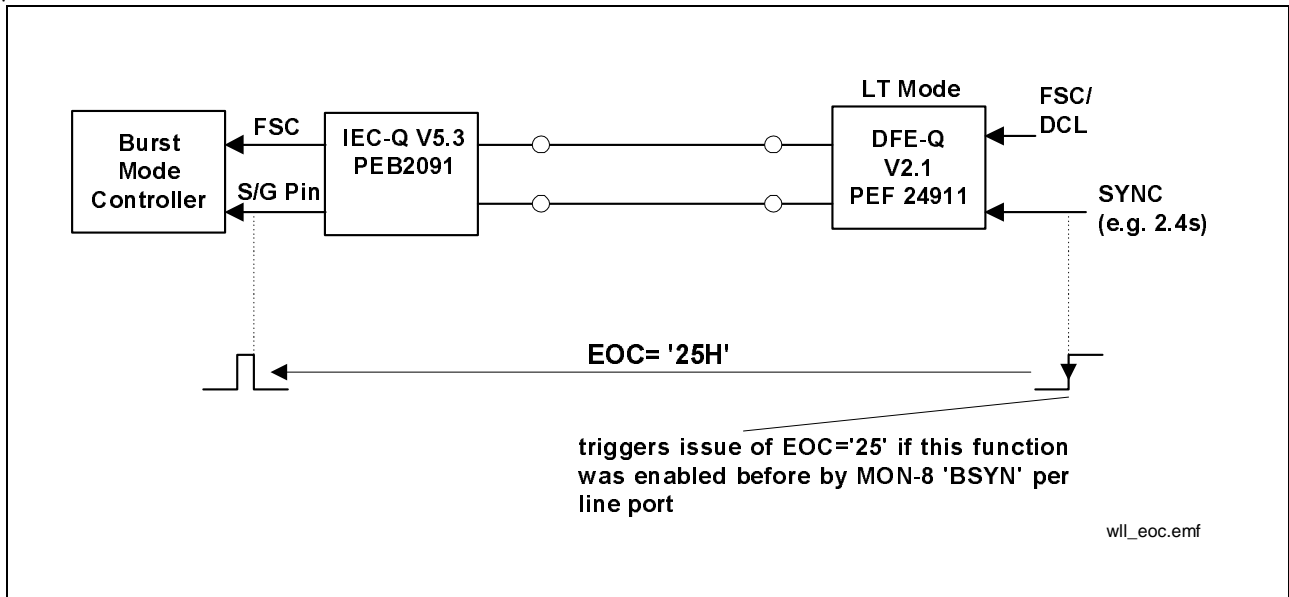 LT Mode
Burst
Mode
Controller
FSC
S/G Pin
IEC-Q V5.3
PEB2091
DFE-Q
V2.1
PEF 24911
FSC/
DCL
SYNC
(e.g. 2.4s)
EOC= '25H'
triggers issue of EOC='25' if this function
was enabled before by MON-8 'BSYN' per
line port
wll_eoc.emf